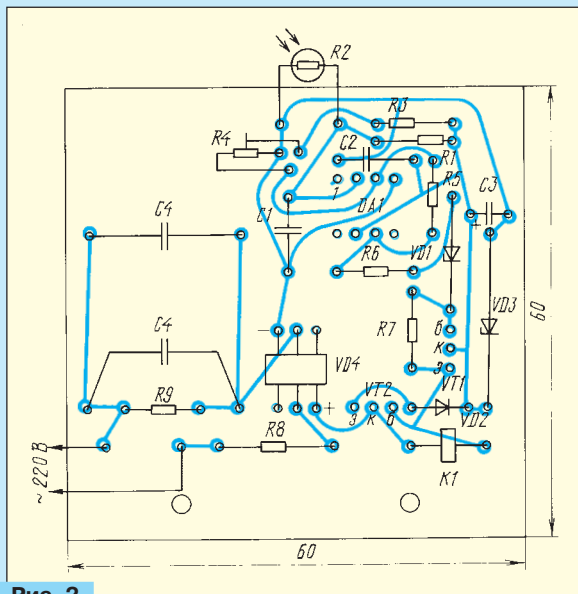 R2
R3
R4
C2
R1
1
DA1
R5
C3
+
C1
C4
VD1
R6
VD3
60
б
R7
к
э
C4
VD4
VT1
R9
VT2
+
э к б
VD2
R8
K1
~ 220 В
60
Рис. 2